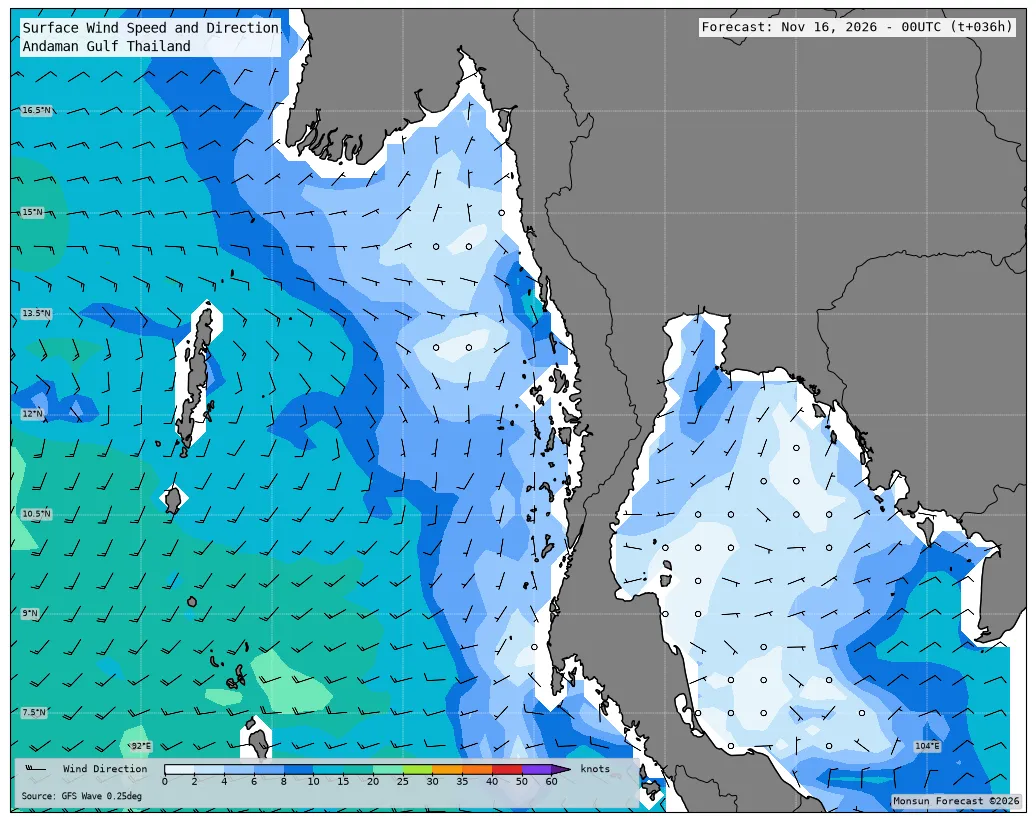 Surface Wind Speed and Direction
Andaman Gulf Thailand
Forecast: Nov 16, 2026 - 00UTC (t+036h)
16.5°N
15°N
13.5°N
12°N
10.5°N
9°N
7.5°N
92°E
104°E
Wind Direction
knots
0 2 4 6 8 10 15 20 25 30 35 40 50 60
Source: GFS Wave 0.25deg
Monsun Forecast ©2026